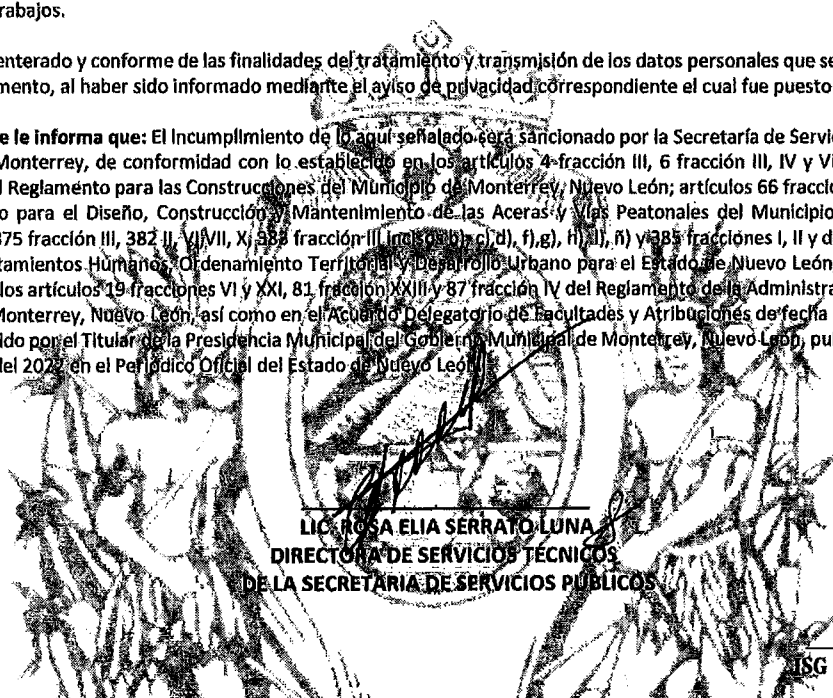 rabajos.
enterado y conforme de las finalidades del tratamiento y transmisión de los datos personales que se
mento, al haber sido informado mediante el aviso de privacidad correspondiente el cual fue puesto
e le informa que: El incumplimiento de lo aquí señalado será sancionado por la Secretaría de Servic
Monterrey, de conformidad con lo establecido en los artículos 4 fracción III, 6 fracción III, IV y VI
l Reglamento para las Construcciones del Municipio de Monterrey, Nuevo León; artículos 66 fracció
o para el Diseño, Construcción y Mantenimiento de las Aceras y Vías Peatonales del Municipio
375 fracción III, 382 II, VI, VII, X, 383 fracción III incisos b), c), d), f), g), h), ñ) y 385 fracciones I, II y d
tamientos Humanos, Ordenamiento Territorial y Desarrollo Urbano para el Estado de Nuevo León
los artículos 19 fracciones VI y XXI, 81 fracción XXIII y 87 fracción IV del Reglamento de la Administra
Monterrey, Nuevo León, así como en el Acuerdo Delegatorio de Facultades y Atribuciones de fecha
ido por el Titular de la Presidencia Municipal del Gobierno Municipal de Monterrey, Nuevo León, pu
del 2022 en el Periódico Oficial del Estado de Nuevo León.
LIC. ROSA ELIA SERRATO LUNA
DIRECTORA DE SERVICIOS TÉCNICOS
DE LA SECRETARIA DE SERVICIOS PÚBLICOS
ISG